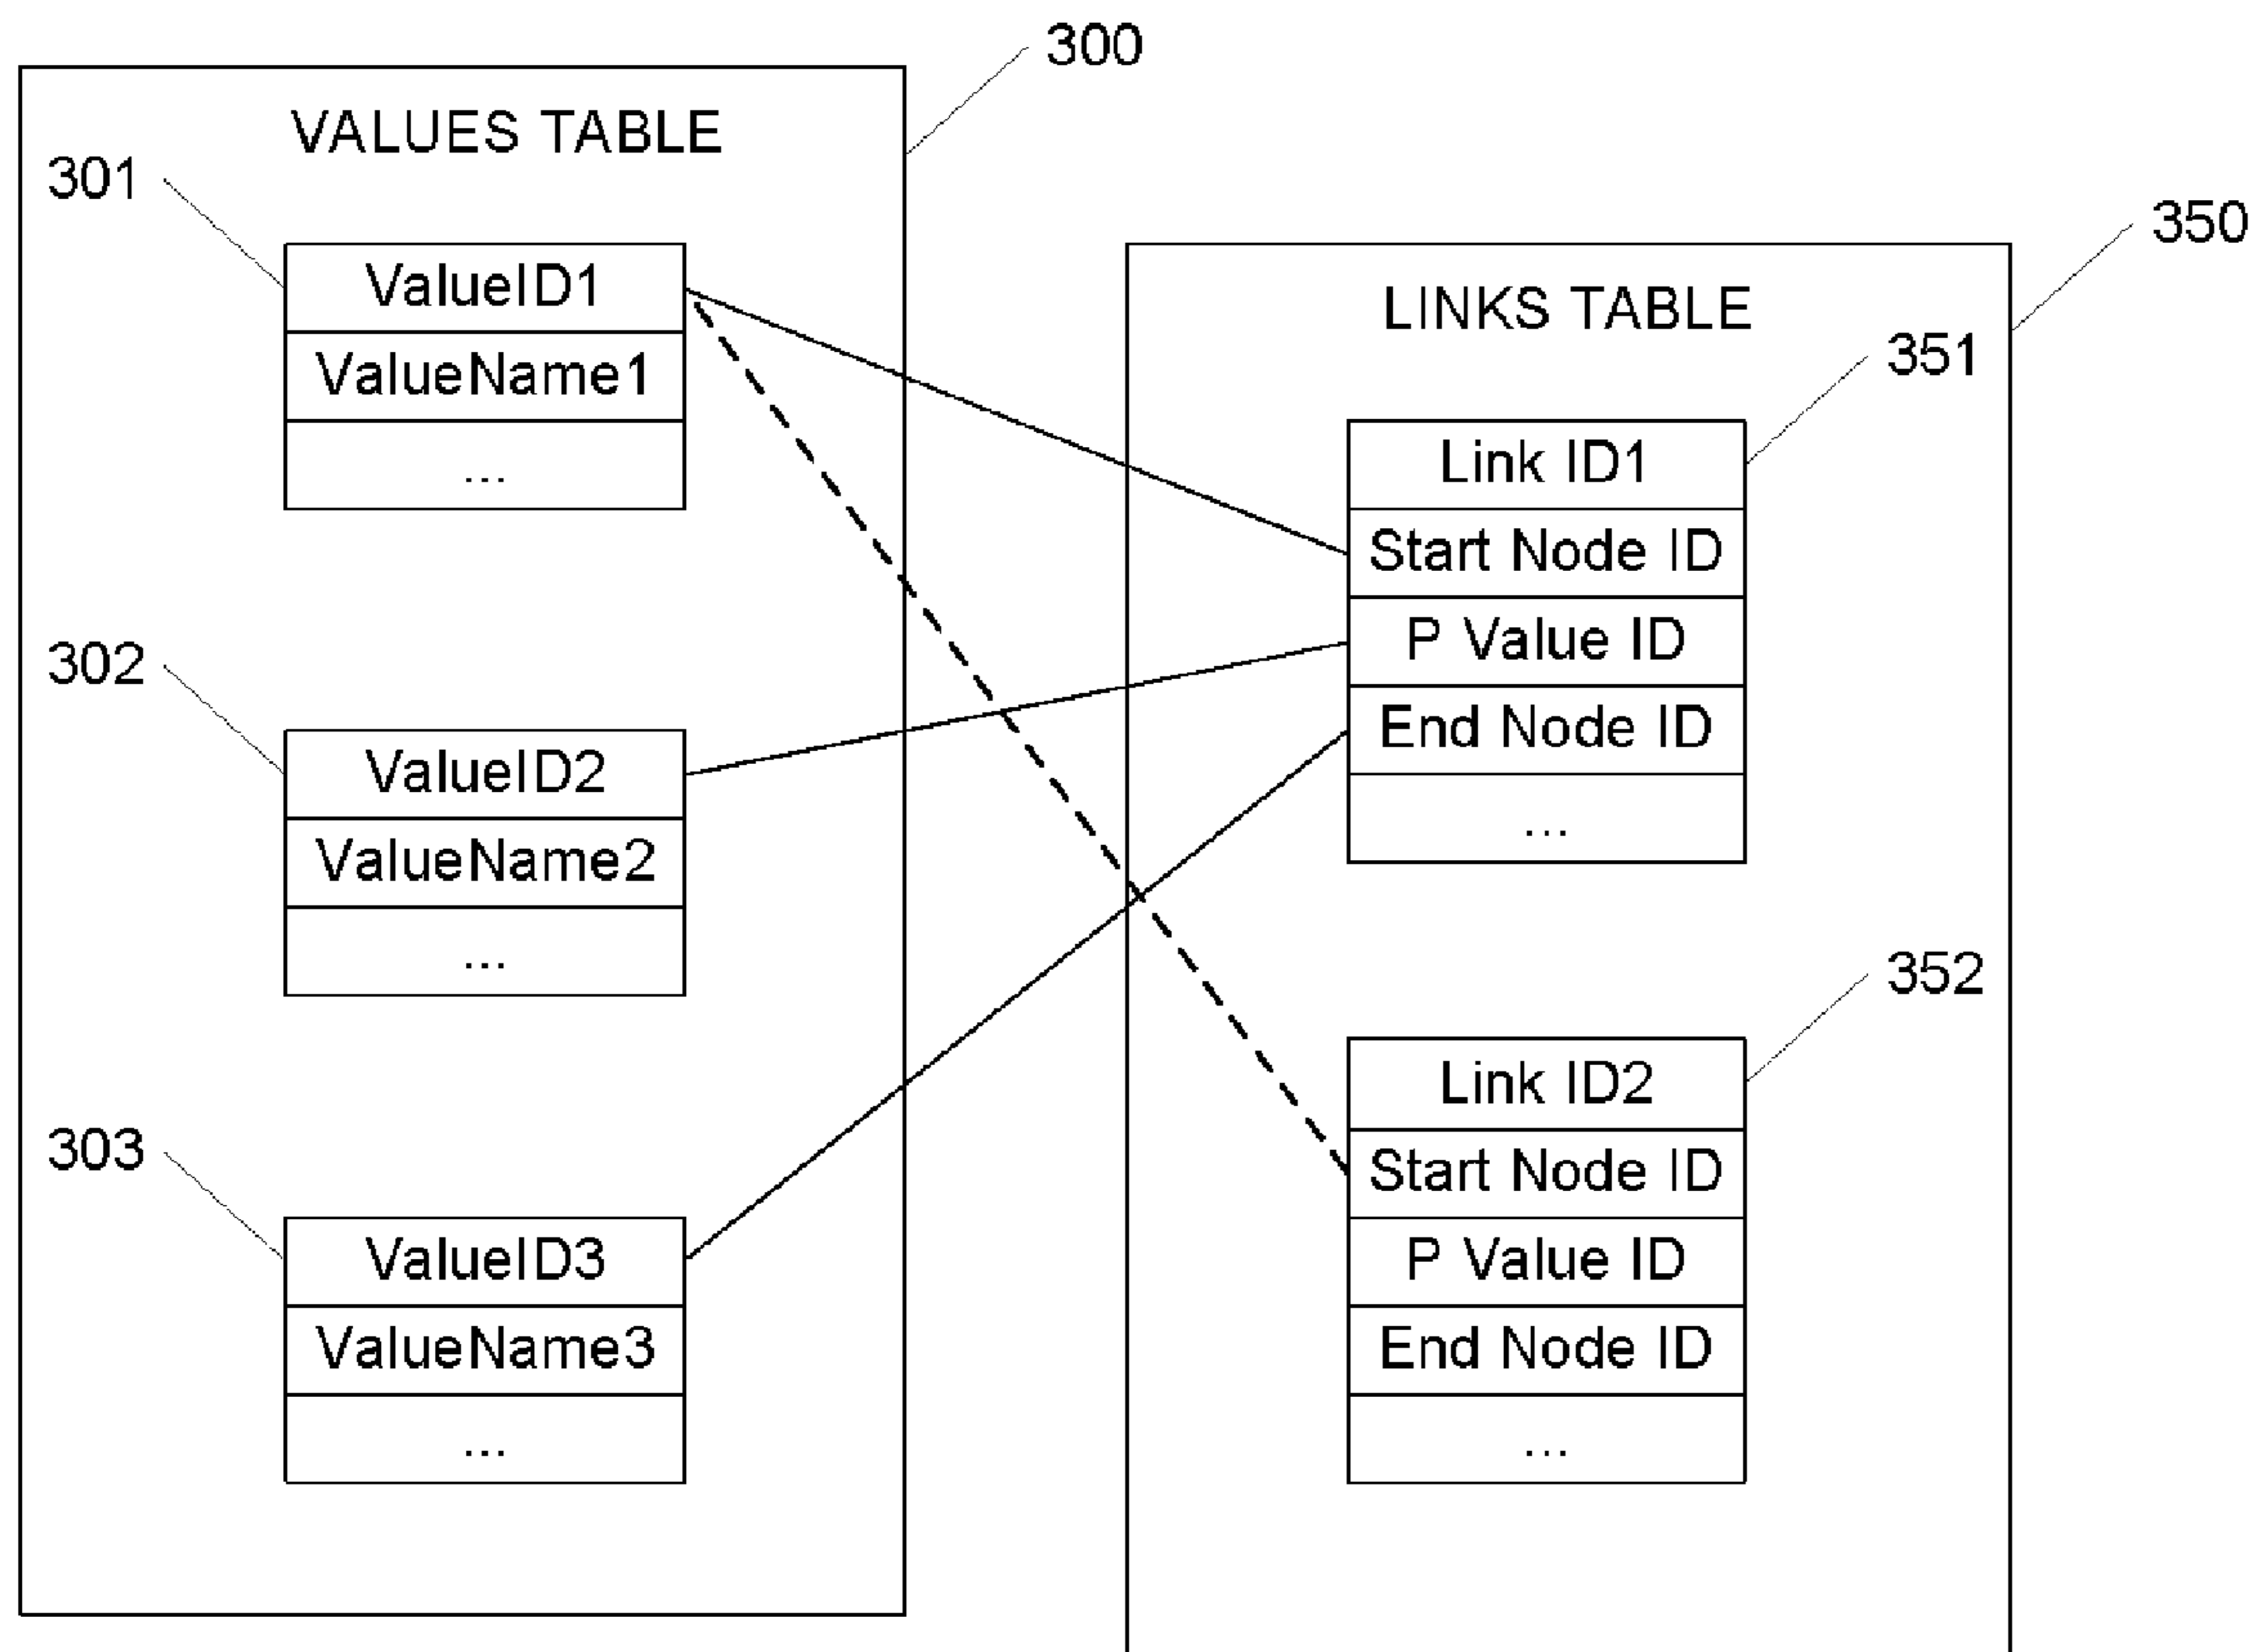 300
VALUES TABLE
301
ValueID1
ValueName1
...
302
ValueID2
ValueName2
...
303
ValueID3
ValueName3
...
350
LINKS TABLE
351
Link ID1
Start Node ID
P Value ID
End Node ID
...
352
Link ID2
Start Node ID
P Value ID
End Node ID
...